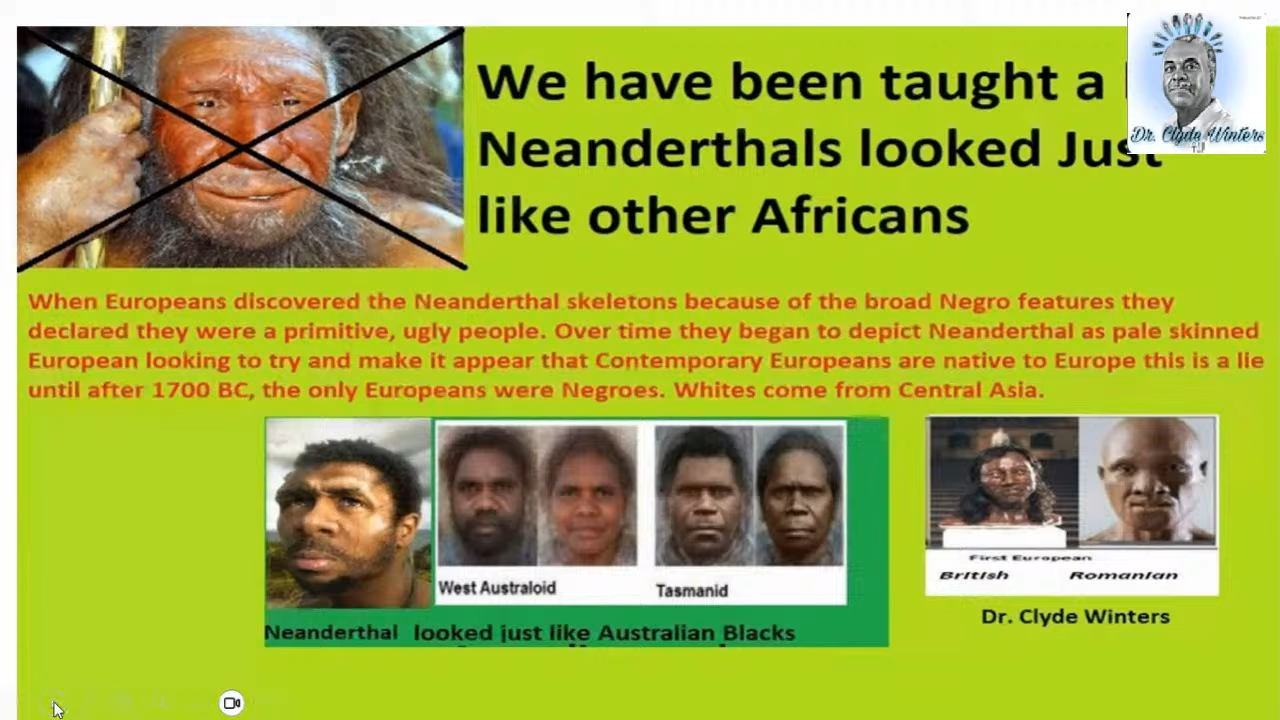 We have been taught a
Neanderthals looked Just
like other Africans
Dr. Clyde Winters
When Europeans discovered the Neanderthal skeletons because of the broad Negro features they
declared they were a primitive, ugly people. Over time they began to depict Neanderthal as pale skinned
European looking to try and make it appear that Contemporary Europeans are native to Europe this is a lie
until after 1700 BC, the only Europeans were Negroes. Whites come from Central Asia.
West Australoid
Tasmanid
Neanderthal looked just like Australian Blacks
First European
British Romanian
Dr. Clyde Winters